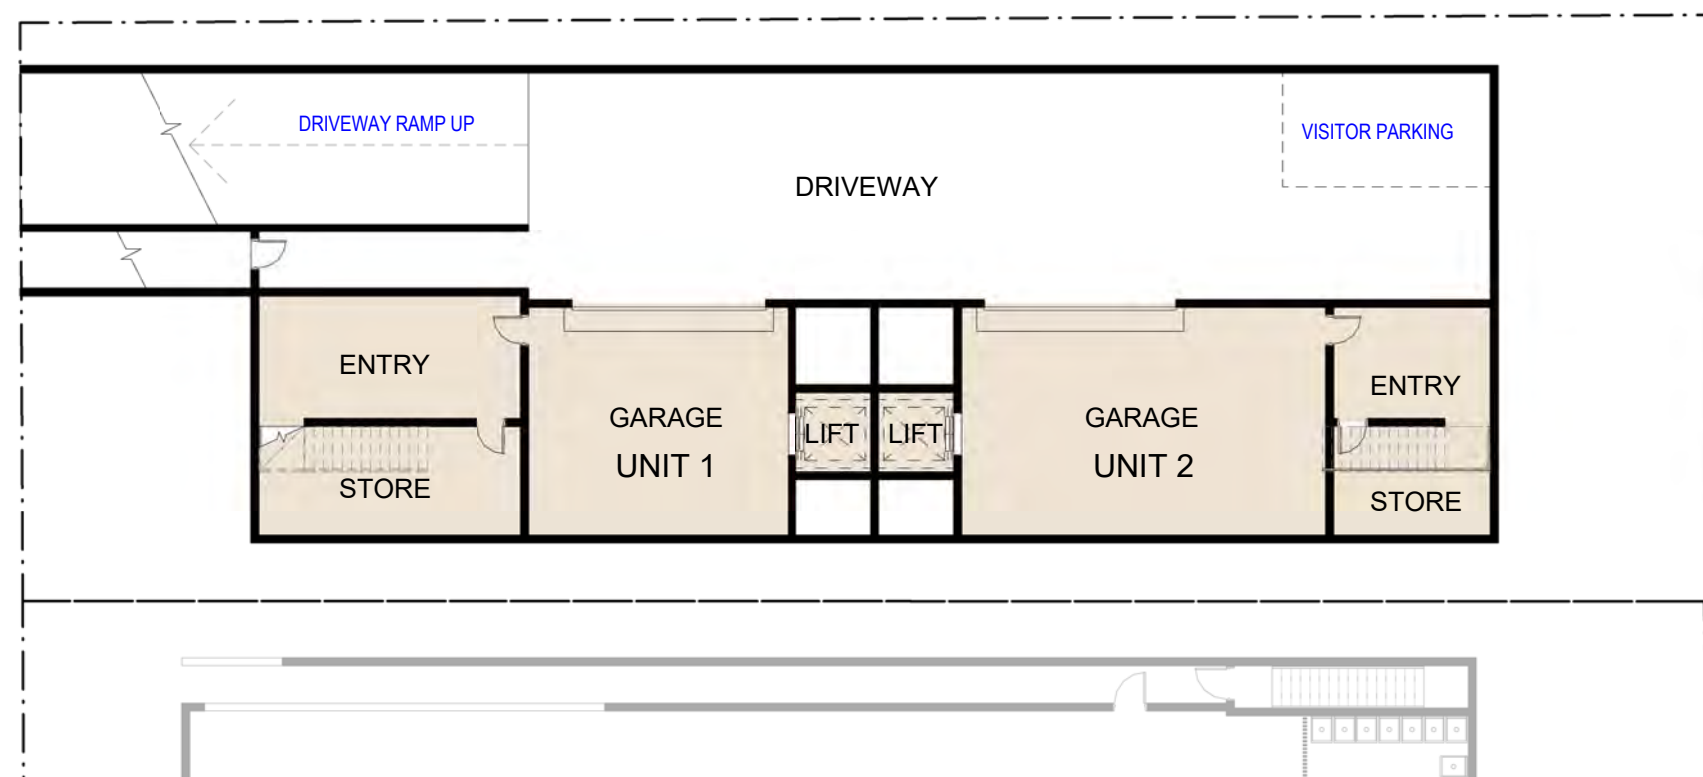 DRIVEWAY RAMP UP
VISITOR PARKING
DRIVEWAY
ENTRY
STORE
GARAGE
UNIT 1
LIFT
LIFT
GARAGE
UNIT 2
ENTRY
STORE